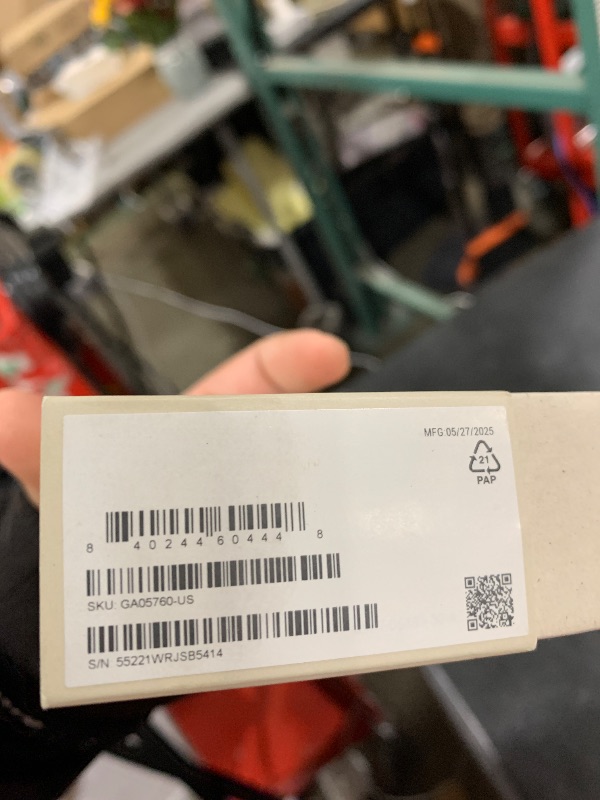 MFG:05/27/2025
21
PAP
8 40244 60444 8
SKU: GA05760-US
S/N 55221WRJSB5414